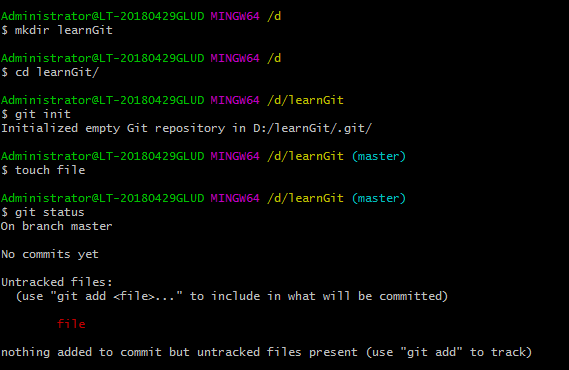 Administrator@LT-20180429GLUD MINGW64 /d
$ mkdir learnGit
Administrator@LT-20180429GLUD MINGW64 /d
$ cd learnGit/
Administrator@LT-20180429GLUD MINGW64 /d/learnGit
$ git init
Initialized empty Git repository in D:/learnGit/.git/
Administrator@LT-20180429GLUD MINGW64 /d/learnGit (master)
$ touch file
Administrator@LT-20180429GLUD MINGW64 /d/learnGit (master)
$ git status
On branch master
No commits yet
Untracked files:
(use "git add <file>..." to include in what will be committed)
file
nothing added to commit but untracked files present (use "git add" to track)